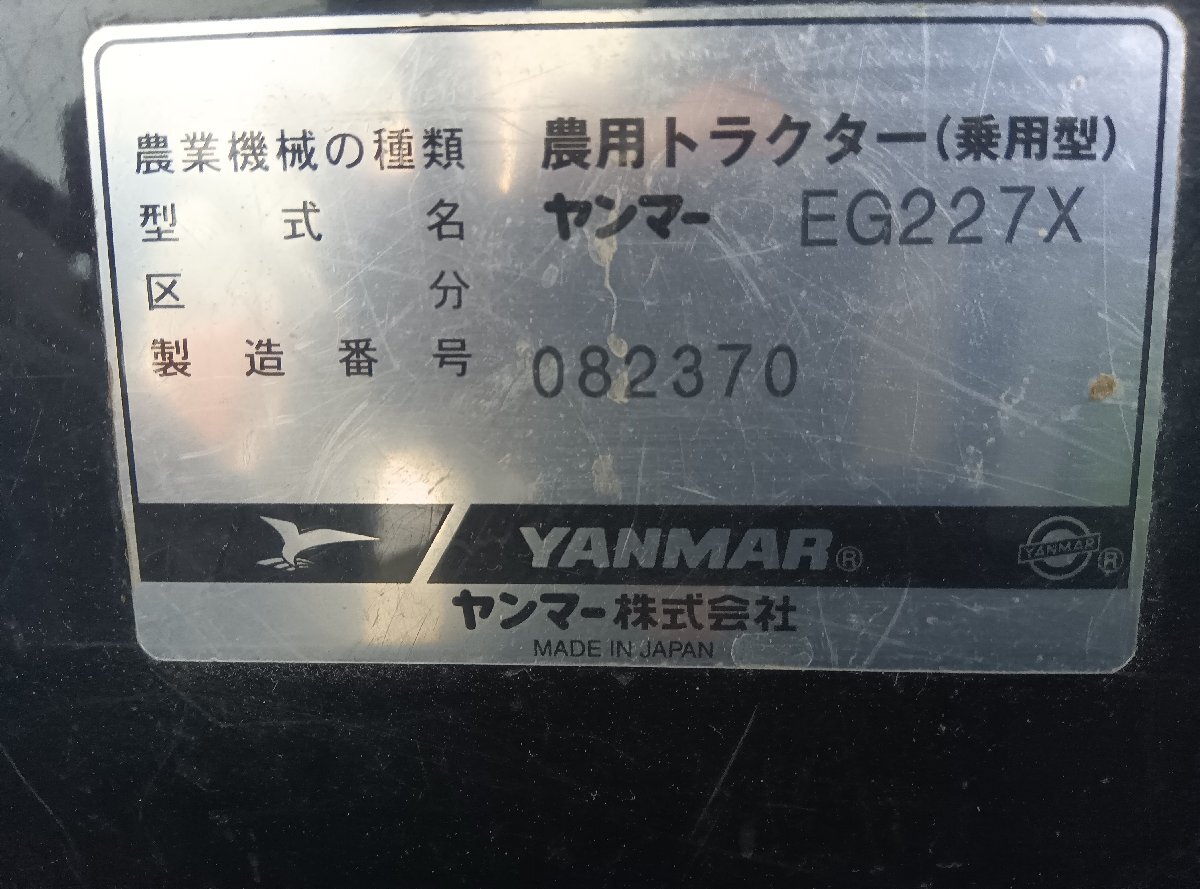 農業機械の種類 農用トラクター(乗用型)
型式名 ヤンマー EG227X
区分
製造番号 082370
YANMAR® YANMAR®
ヤンマー株式会社
MADE IN JAPAN